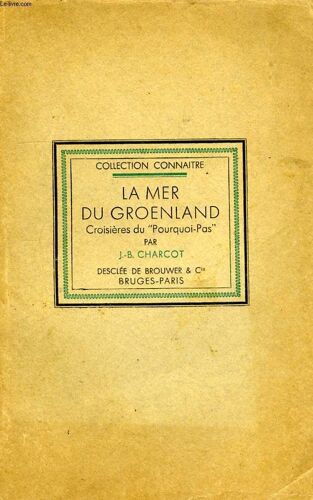 Le-livre.com
COLLECTION CONNAITRE
LA MER
DU GROENLAND
Croisières du "Pourquoi-Pas"
PAR
J.-B. CHARCOT
DESCLÉE DE BROUWER & Cie
BRUGES-PARIS